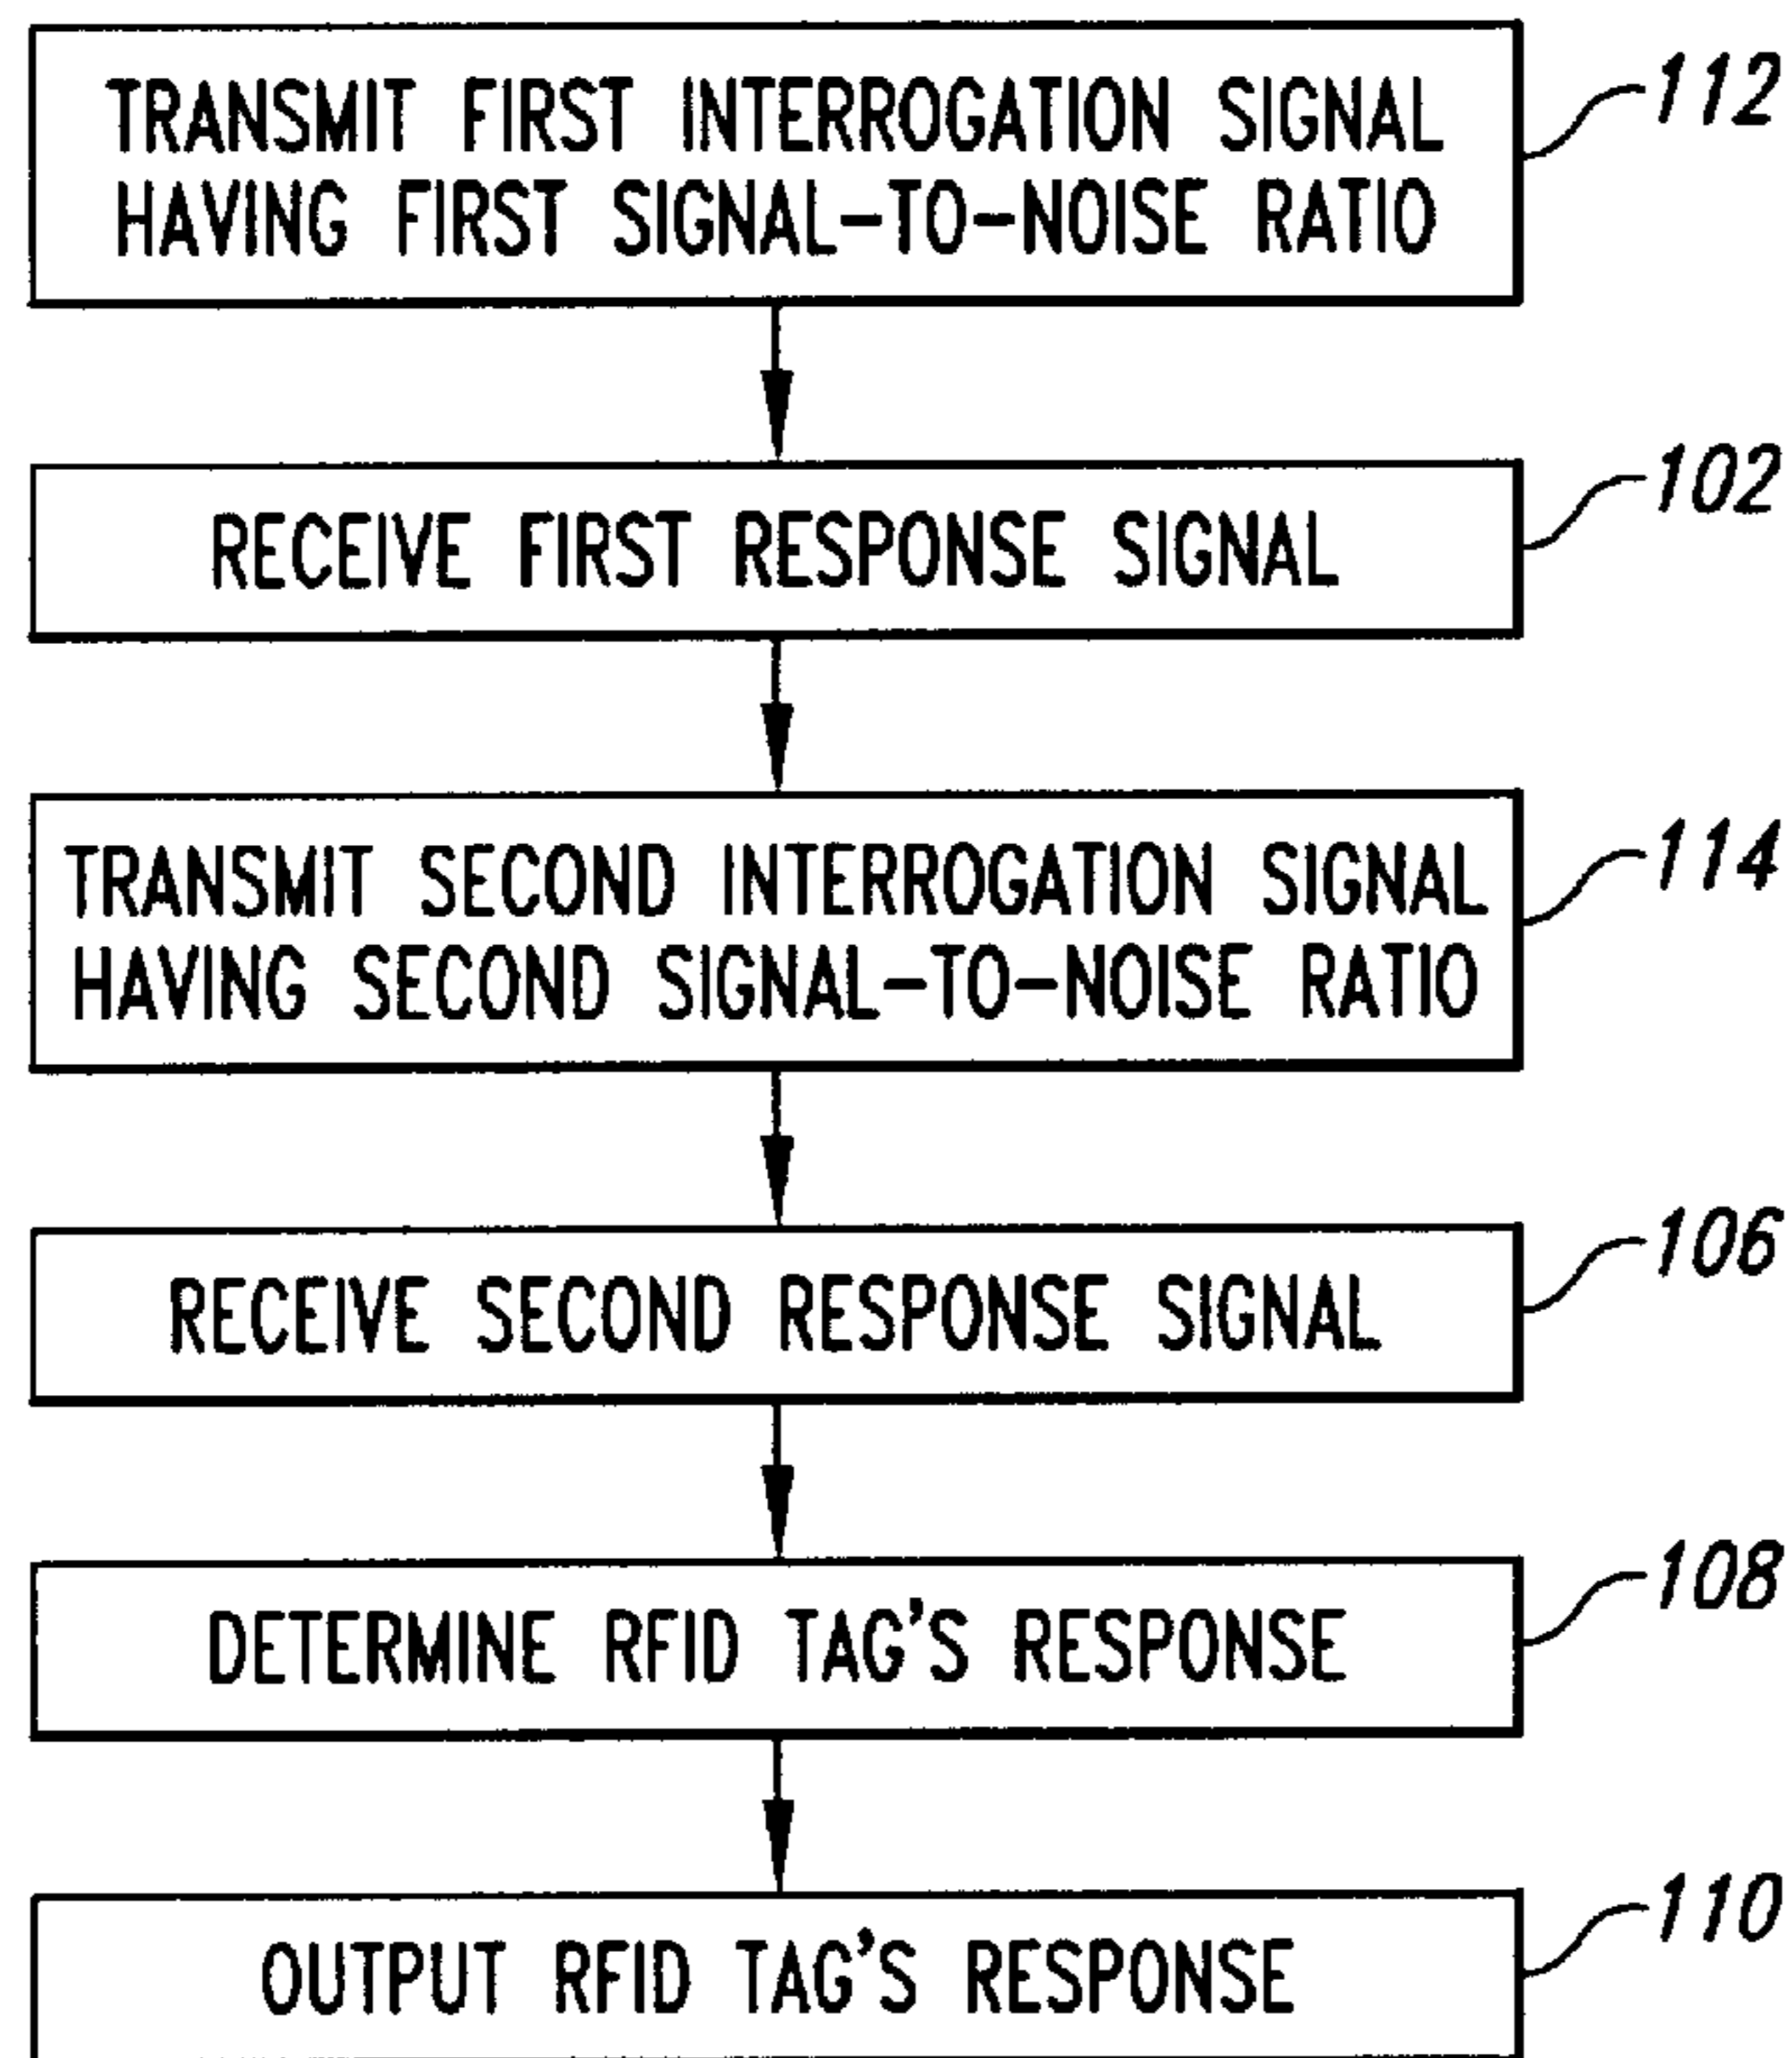 TRANSMIT FIRST INTERROGATION SIGNAL
HAVING FIRST SIGNAL-TO-NOISE RATIO
112
RECEIVE FIRST RESPONSE SIGNAL
102
TRANSMIT SECOND INTERROGATION SIGNAL
HAVING SECOND SIGNAL-TO-NOISE RATIO
114
RECEIVE SECOND RESPONSE SIGNAL
106
DETERMINE RFID TAG'S RESPONSE
108
OUTPUT RFID TAG'S RESPONSE
110